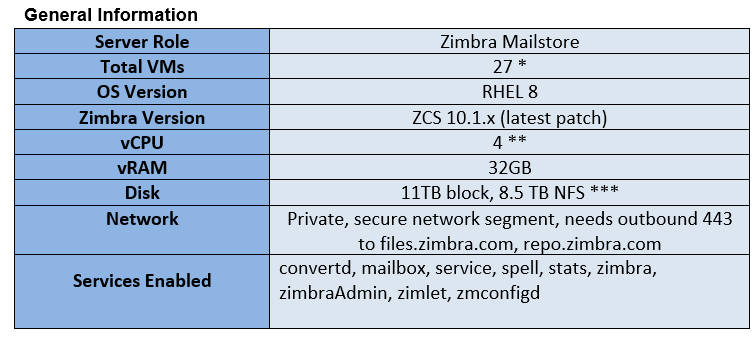 General Information
Server Role Zimbra Mailstore
Total VMs 27 *
OS Version RHEL 8
Zimbra Version ZCS 10.1.x (latest patch)
vCPU 4 **
vRAM 32GB
Disk 11TB block, 8.5 TB NFS ***
Network Private, secure network segment, needs outbound 443
to files.zimbra.com, repo.zimbra.com
Services Enabled convertd, mailbox, service, spell, stats, zimbra,
zimbraAdmin, zimlet, zmconfigd